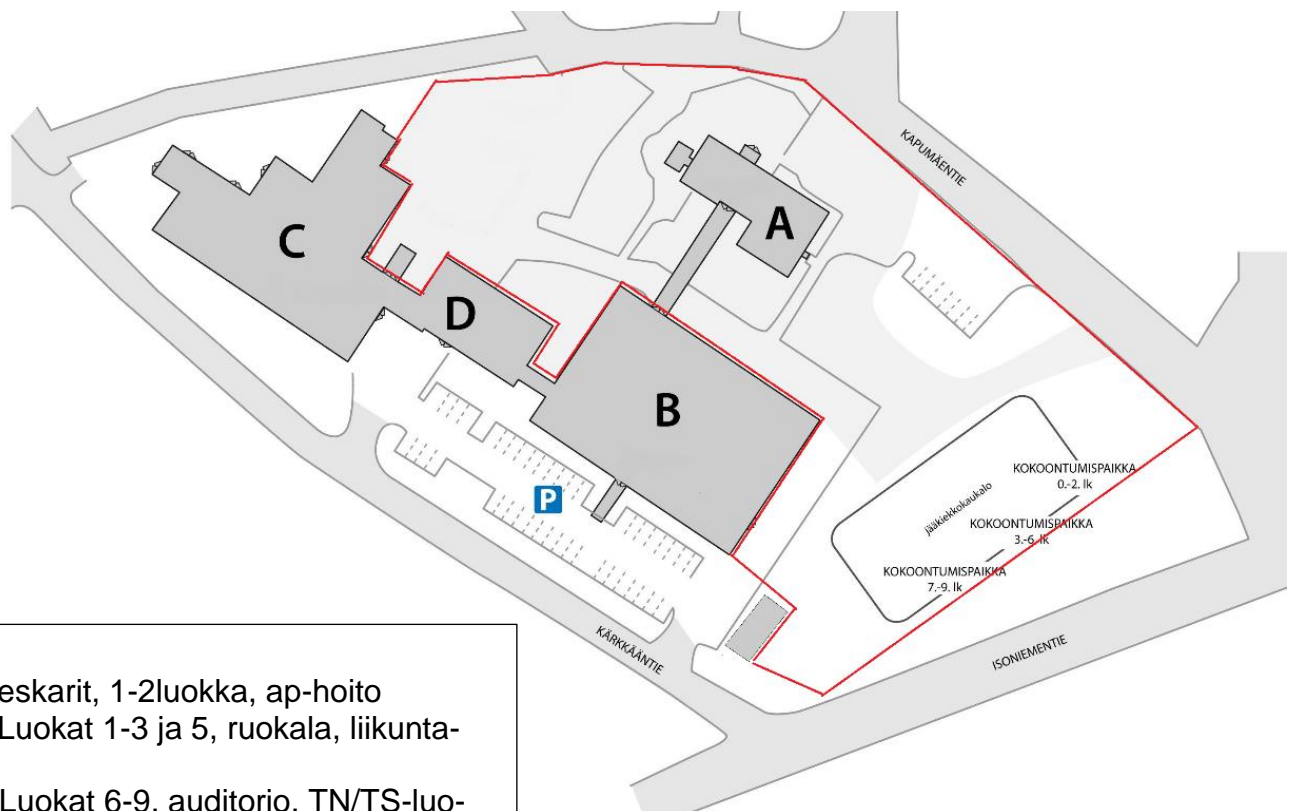 KAPUMÄENTIE
A
C
D
B
P
jääkiekkokaukalo
KOKOONTUMISPAIKKA
0.-2. lk
KOKOONTUMISPAIKKA
3.-6. lk
KOKOONTUMISPAIKKA
7.-9. lk
KÄRKKÄÄNTIE
ISONIEMENTIE
eskarit, 1-2luokka, ap-hoito
Luokat 1-3 ja 5, ruokala, liikunta-
Luokat 6-9, auditorio, TN/TS-luo-